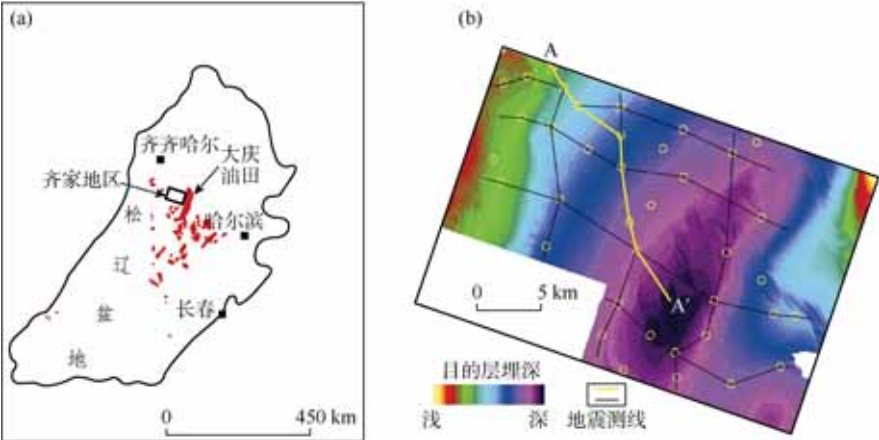 (a)
齐齐哈尔
大庆
油田
齐家地区
松
哈尔滨
辽
长春
盆
地
0 450 km
(b)
A
A′
0 5 km
目的层埋深
浅 深
地震测线